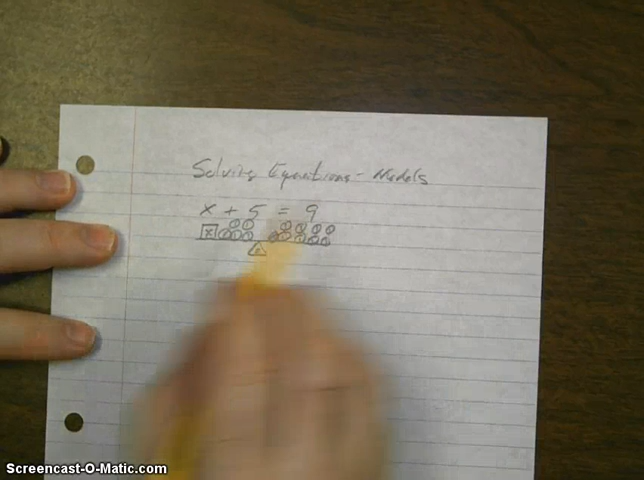 Solving Equations - Models
x + 5 = 9
x
Screencast-O-Matic.com